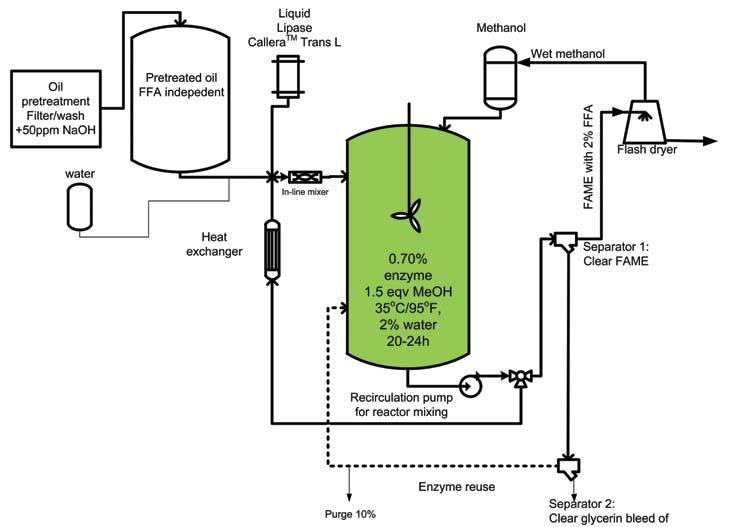 Liquid
Lipase
Callera™ Trans L
Methanol
Wet methanol
Oil
pretreatment
Filter/wash
+50ppm NaOH
Pretreated oil
FFA indepedent
FAME with 2% FFA
Flash dryer
water
In-line mixer
Heat
exchanger
Separator 1:
Clear FAME
0.70%
enzyme
1.5 eqv MeOH
35°C/95°F,
2% water
20-24h
Recirculation pump
for reactor mixing
Enzyme reuse
Purge 10%
Separator 2:
Clear glycerin bleed of